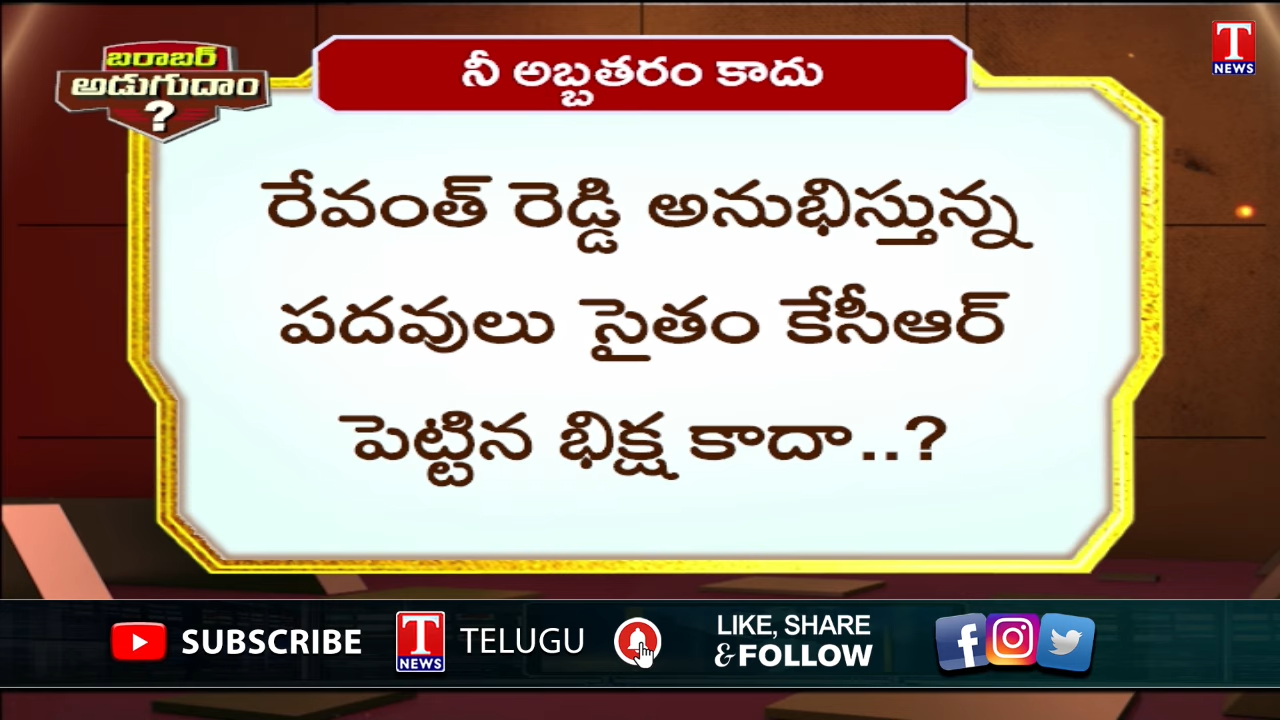 బరాబర్
అడుగుదాం
?
నీ అబ్బతరం కాదు
T
NEWS
రేవంత్ రెడ్డి అనుభిస్తున్న
పదవులు సైతం కేసీఆర్
పెట్టిన భిక్ష కాదా..?
SUBSCRIBE
T
NEWS
TELUGU
LIKE, SHARE
&FOLLOW